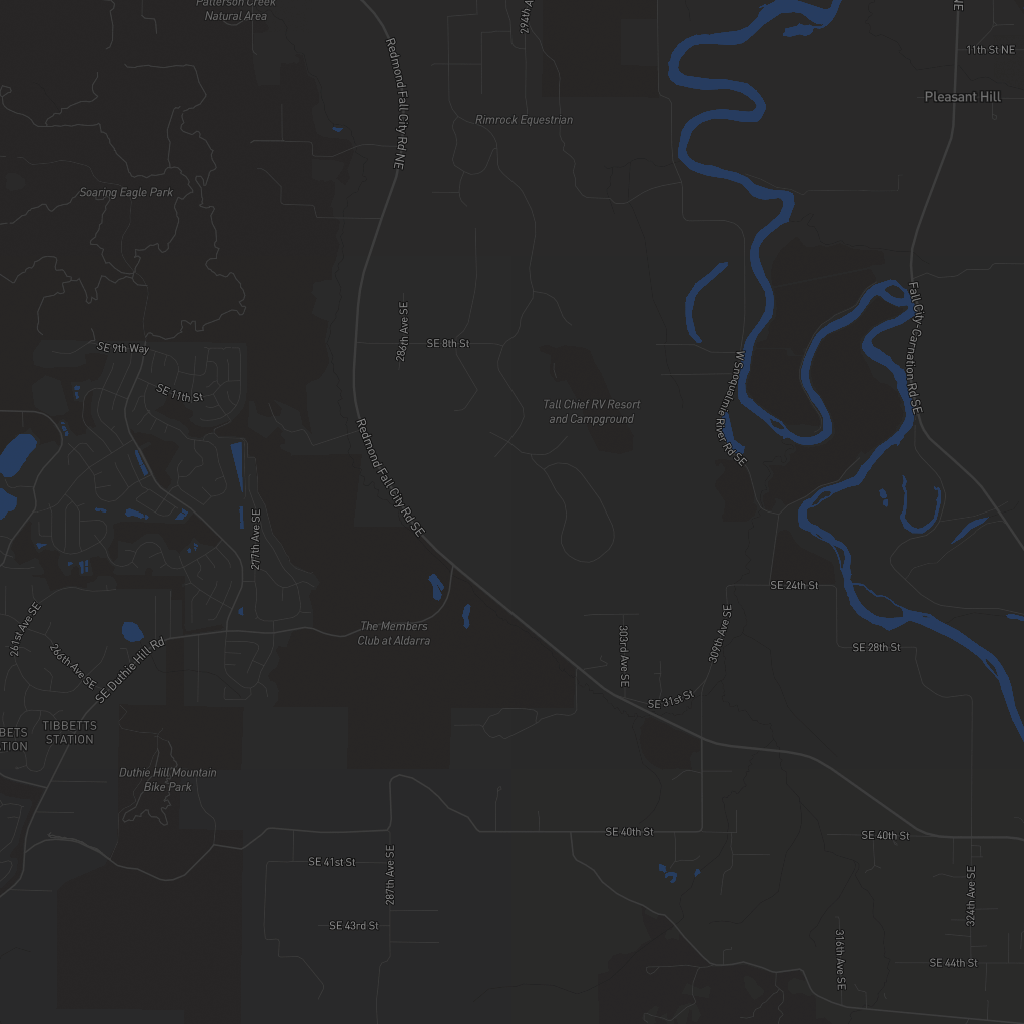 Patterson Creek
Natural Area
294th A
NE
11th St NE
Pleasant Hill
Redmond Fall City Rd NE
Rimrock Equestrian
Soaring Eagle Park
Fall City-Carnation Rd SE
286th Ave SE
SE 8th St
SE 9th Way
SE 11th St
W Snoqualmie River Rd SE
Tall Chief RV Resort
and Campground
Redmond Fall City Rd SE
277th Ave SE
SE 24th St
261st Ave SE
266th Ave SE
SE Duthie Hill Rd
The Members
Club at Aldarra
303rd Ave SE
309th Ave SE
SE 28th St
SE 31st St
BETS
TATION
TIBBETTS
STATION
Duthie Hill Mountain
Bike Park
SE 40th St
SE 40th St
SE 41st St
287th Ave SE
324th Ave SE
SE 43rd St
316th Ave SE
SE 44th St